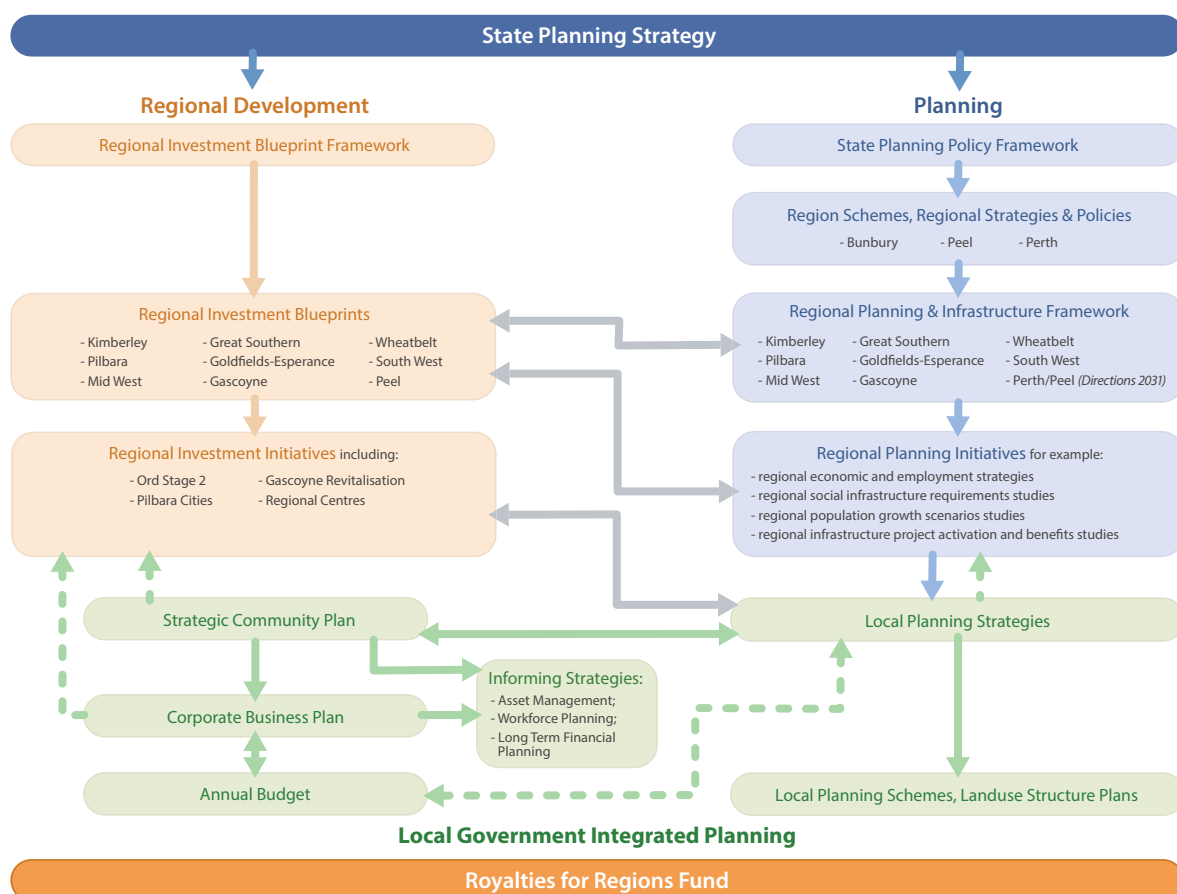 State Planning Strategy
Regional Development
Planning
Regional Investment Blueprint Framework
State Planning Policy Framework
Region Schemes, Regional Strategies & Policies
- Bunbury - Peel - Perth
Regional Investment Blueprints
- Kimberley - Great Southern - Wheatbelt
- Pilbara - Goldfields-Esperance - South West
- Mid West - Gascoyne - Peel
Regional Planning & Infrastructure Framework
- Kimberley - Great Southern - Wheatbelt
- Pilbara - Goldfields-Esperance - South West
- Mid West - Gascoyne - Perth/Peel (Directions 2031)
Regional Investment Initiatives including:
- Ord Stage 2 - Gascoyne Revitalisation
- Pilbara Cities - Regional Centres
Regional Planning Initiatives for example:
- regional economic and employment strategies
- regional social infrastructure requirements studies
- regional population growth scenarios studies
- regional infrastructure project activation and benefits studies
Strategic Community Plan
Local Planning Strategies
Informing Strategies:
- Asset Management;
- Workforce Planning;
- Long Term Financial
Planning
Corporate Business Plan
Annual Budget
Local Planning Schemes, Landuse Structure Plans
Local Government Integrated Planning
Royalties for Regions Fund